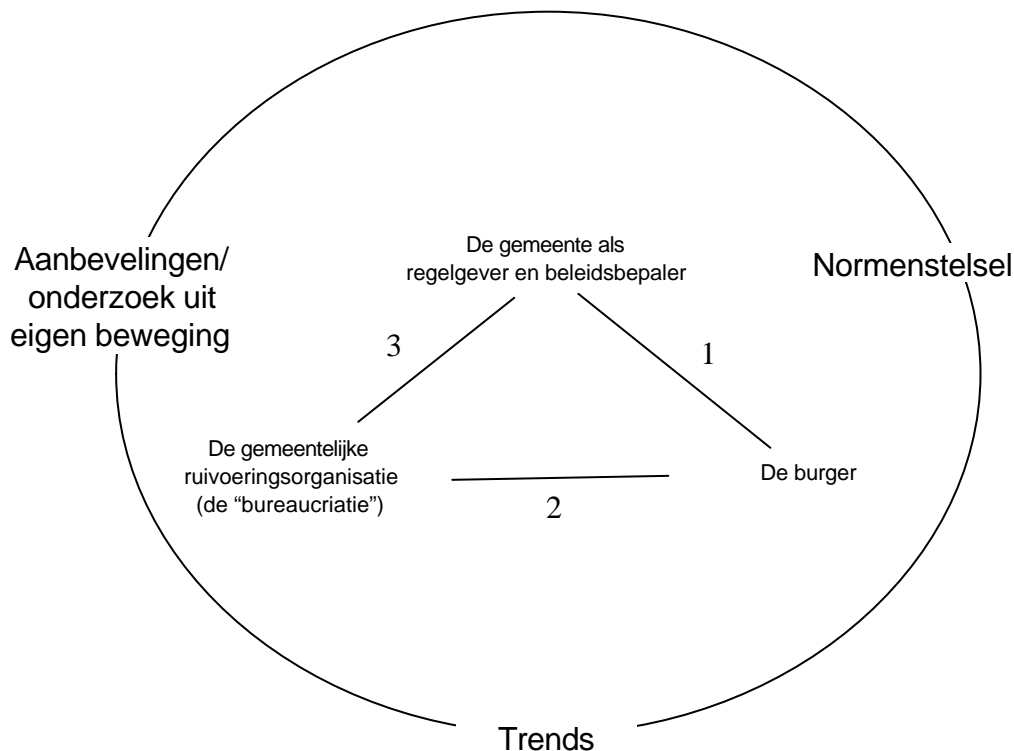 De gemeente als
regelgever en beleidsbepaler
Aanbevelingen/
onderzoek uit
eigen beweging
Normenstelsel
3
1
De gemeentelijke
ruivoeringsorganisatie
(de “bureaucriatie”)
De burger
2
Trends